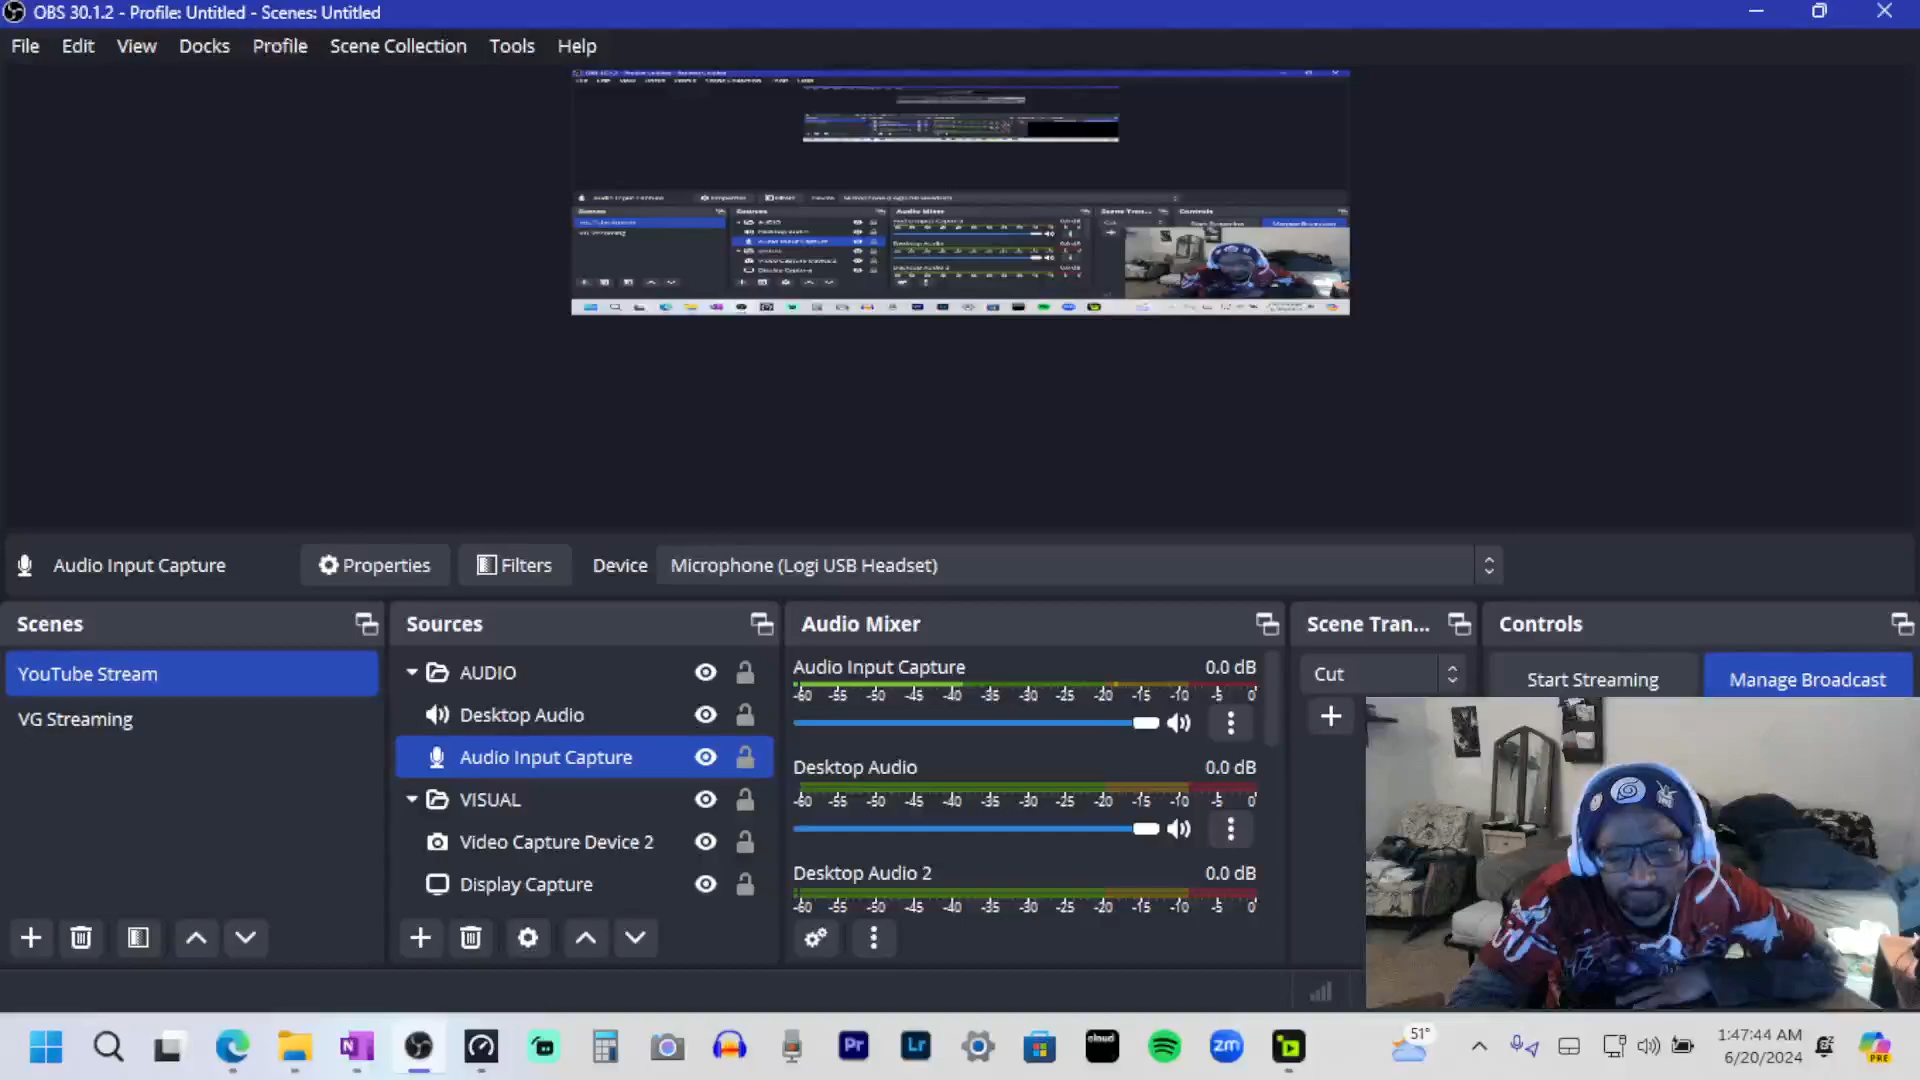 OBS 30.1.2 - Profile: Untitled - Scenes: Untitled
File Edit View Docks Profile Scene Collection Tools Help
Audio Input Capture Properties Filters Device Microphone (Logi USB Headset)
Scenes Sources Audio Mixer Scene Tran... Controls
YouTube Stream
VG Streaming
AUDIO
Desktop Audio
Audio Input Capture
VISUAL
Video Capture Device 2
Display Capture
Audio Input Capture 0.0 dB
-60 -55 -50 -45 -40 -35 -30 -25 -20 -15 -10 -5 0
Desktop Audio 0.0 dB
-60 -55 -50 -45 -40 -35 -30 -25 -20 -15 -10 -5 0
Desktop Audio 2 0.0 dB
-60 -55 -50 -45 -40 -35 -30 -25 -20 -15 -10 -5 0
Cut
Start Streaming Manage Broadcast
Pr Lr cloud zm 51° 1:47:44 AM
6/20/2024
PRE